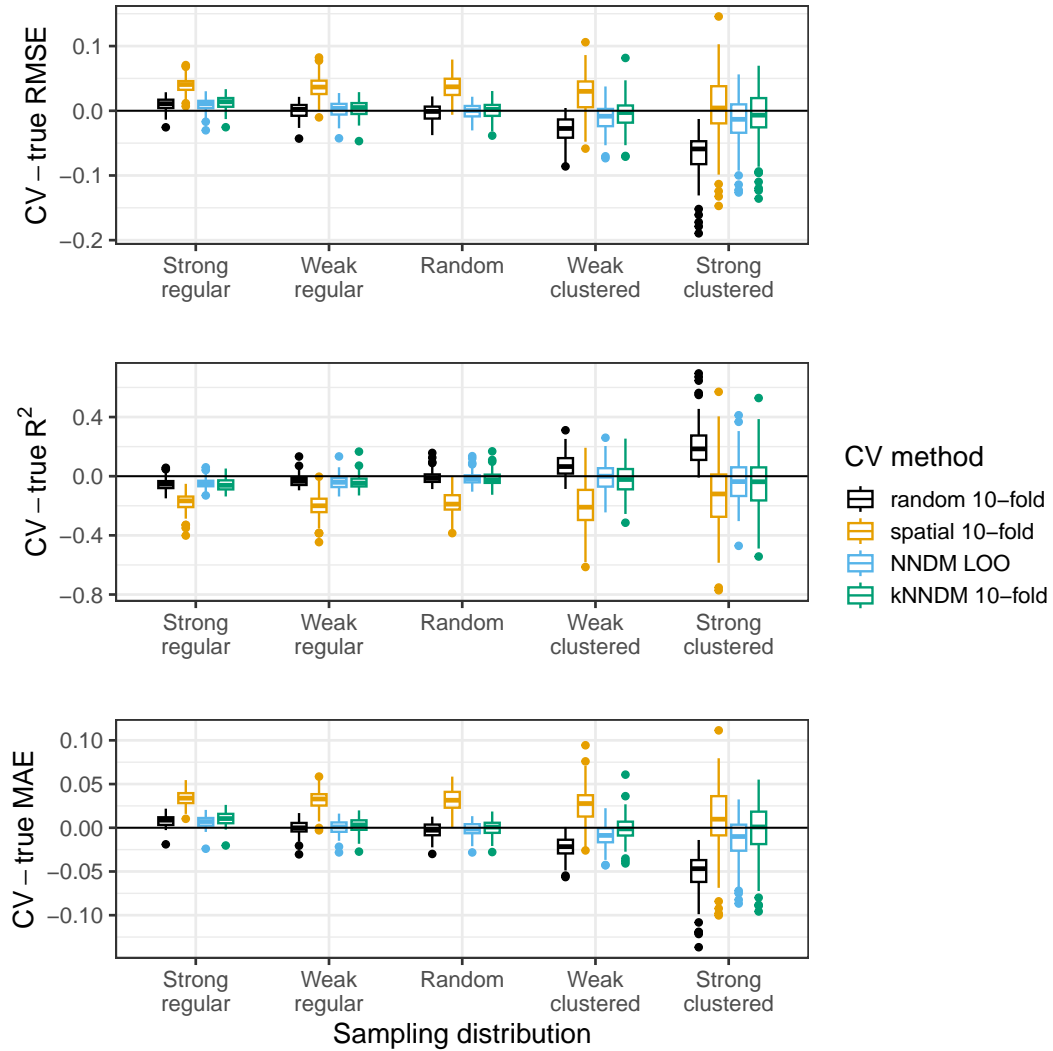 CV − true RMSE
0.1
0.0
−0.1
−0.2
Strong regular
Weak regular
Random
Weak clustered
Strong clustered
CV − true R²
0.4
0.0
−0.4
−0.8
Strong regular
Weak regular
Random
Weak clustered
Strong clustered
CV − true MAE
0.10
0.05
0.00
−0.05
−0.10
Strong regular
Weak regular
Random
Weak clustered
Strong clustered
Sampling distribution
CV method
random 10−fold
spatial 10−fold
NNDM LOO
kNNDM 10−fold